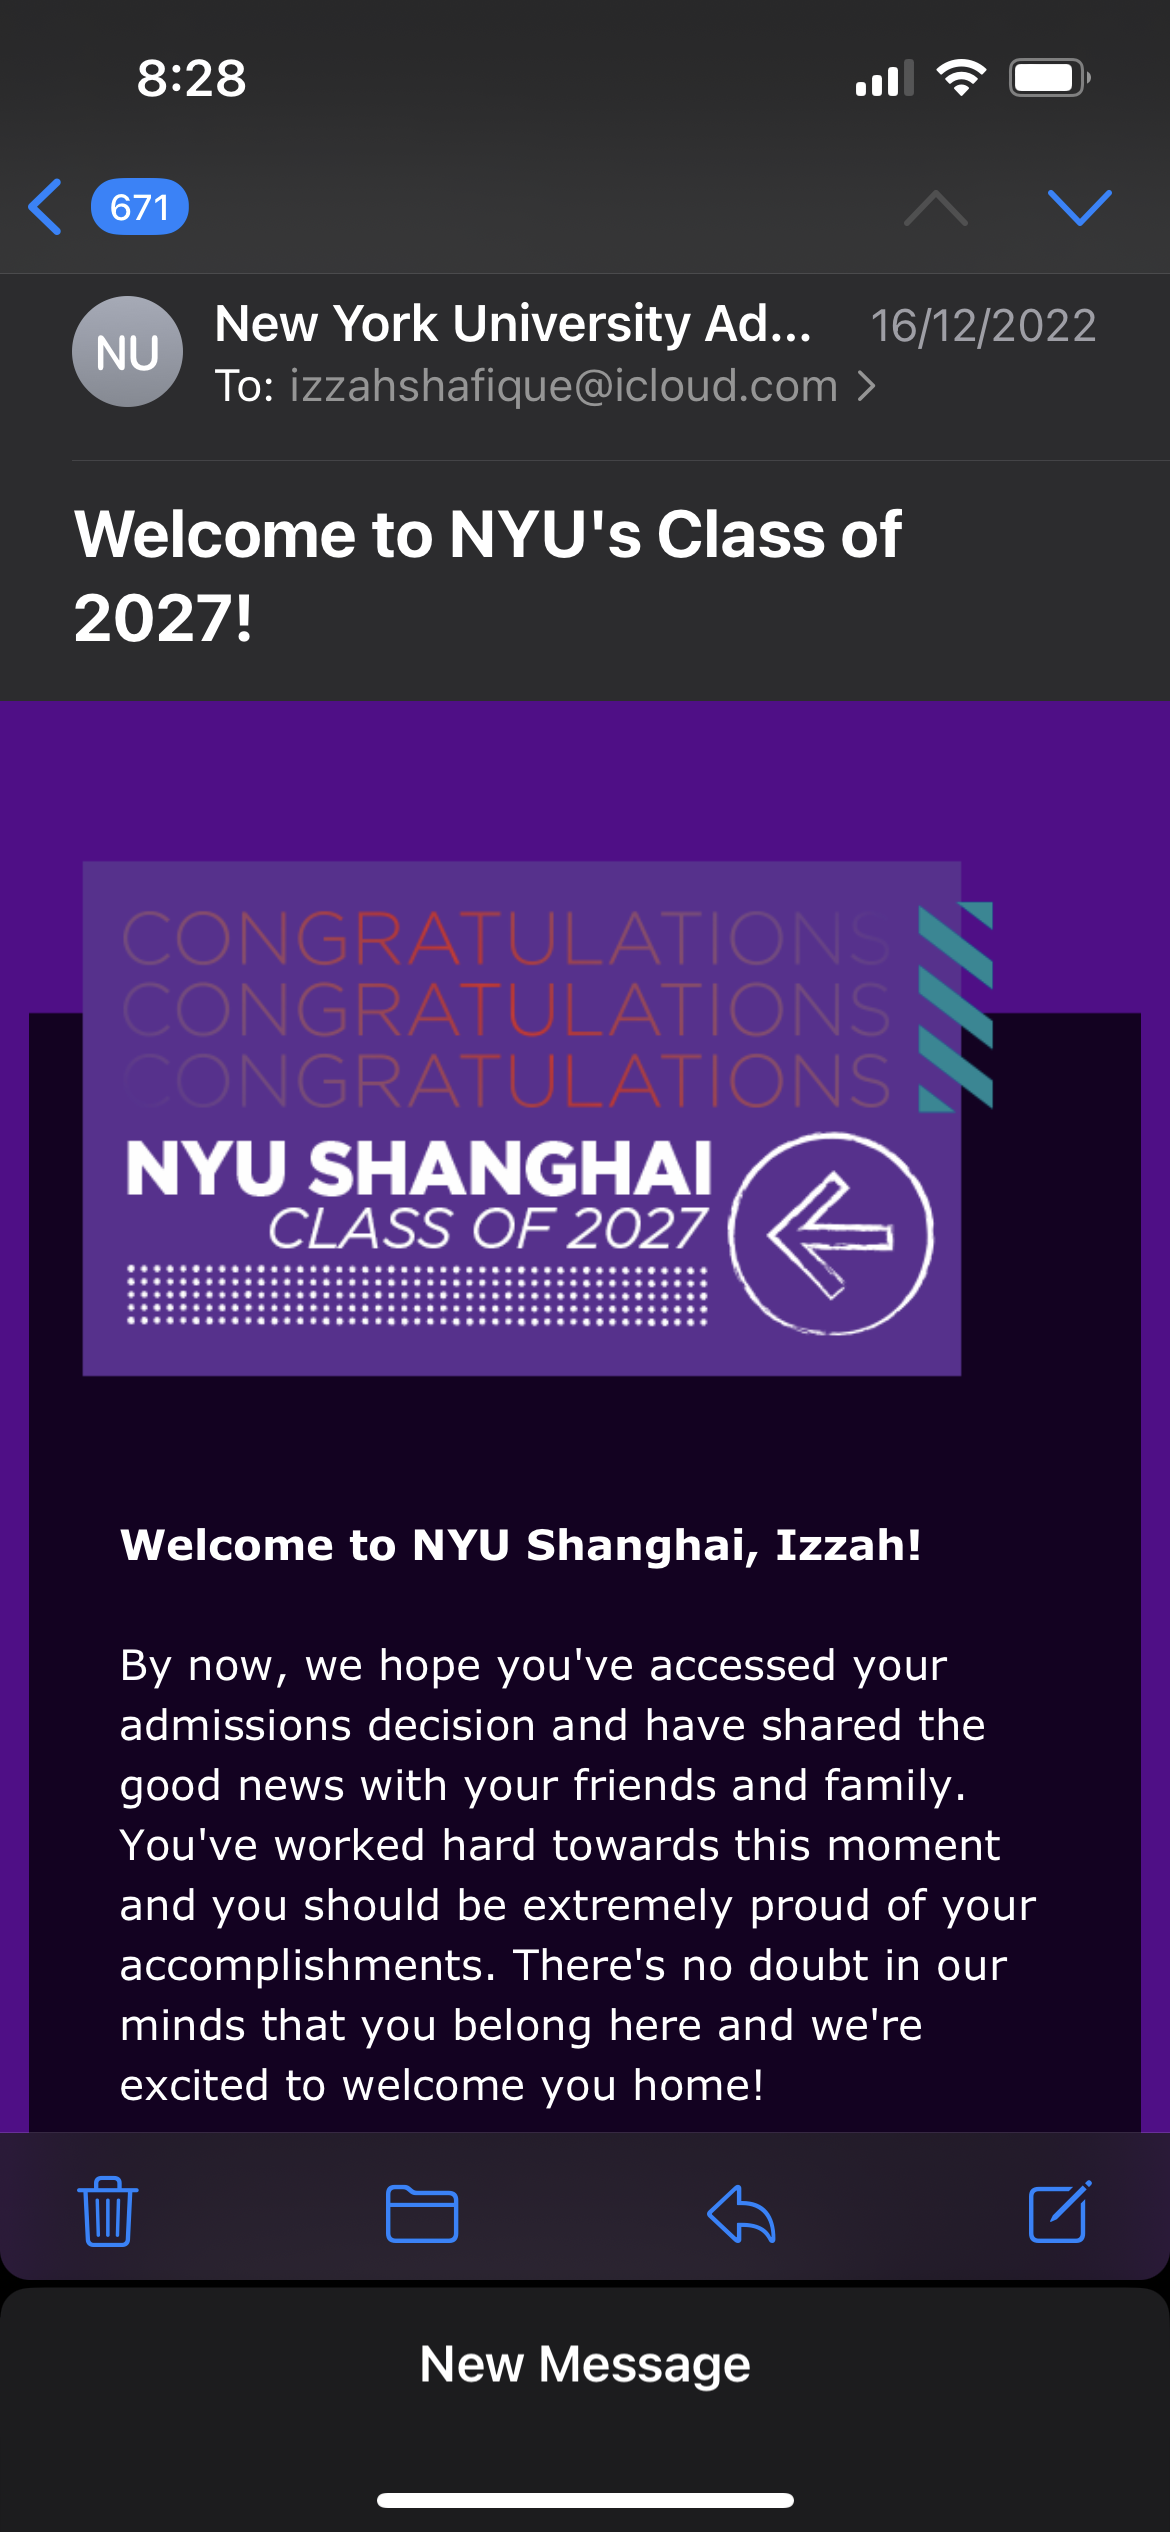 8:28
671
NU
New York University Ad...
16/12/2022
To: izzahshafique@icloud.com
Welcome to NYU's Class of
2027!
CONGRATULATIONS
CONGRATULATIONS
CONGRATULATIONS
NYU SHANGHAI
CLASS OF 2027
Welcome to NYU Shanghai, Izzah!
By now, we hope you've accessed your
admissions decision and have shared the
good news with your friends and family.
You've worked hard towards this moment
and you should be extremely proud of your
accomplishments. There's no doubt in our
minds that you belong here and we're
excited to welcome you home!
New Message